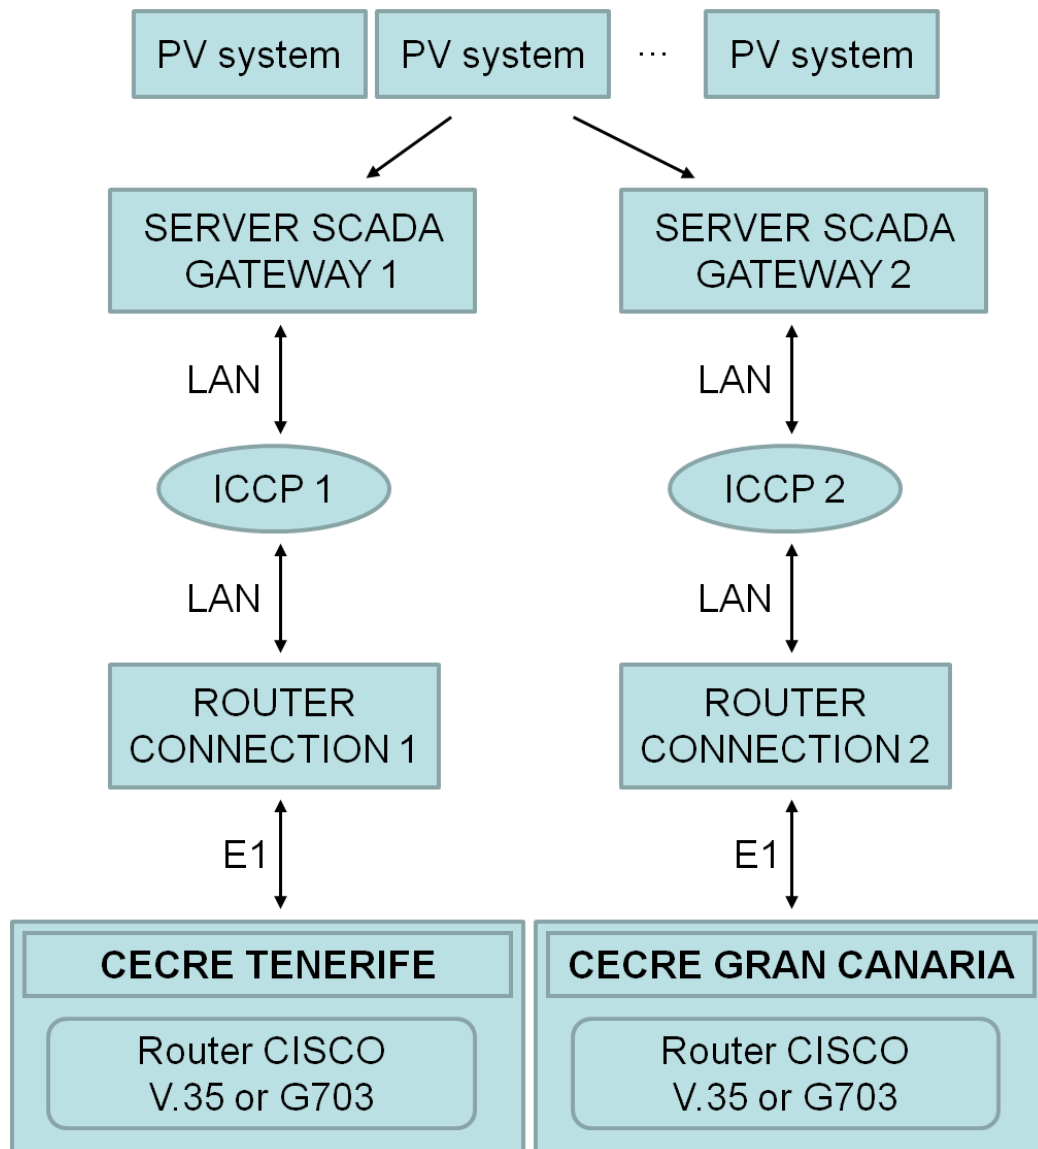 PV system PV system ... PV system
SERVER SCADA SERVER SCADA
GATEWAY 1 GATEWAY 2
LAN LAN
ICCP 1 ICCP 2
LAN LAN
ROUTER ROUTER
CONNECTION 1 CONNECTION 2
E1 E1
CECRE TENERIFE CECRE GRAN CANARIA
Router CISCO Router CISCO
V.35 or G703 V.35 or G703